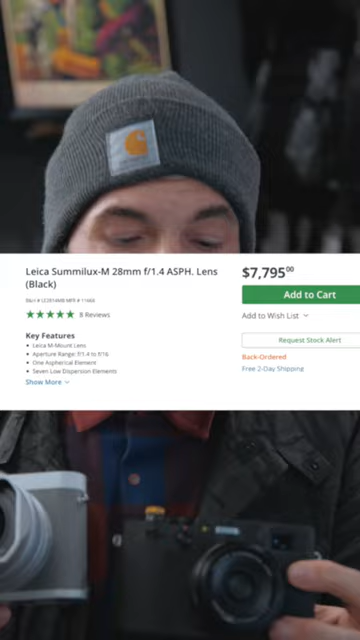 Leica Summilux-M 28mm f/1.4 ASPH. Lens
(Black)
$7,795⁰⁰
Add to Cart
8 Reviews
Add to Wish List
Key Features
Leica M-Mount Lens
Aperture Range: f/1.4 to f/16
One Aspherical Element
Seven Low Dispersion Elements
Show More
Request Stock Alert
Back-Ordered
Free 2-Day Shipping